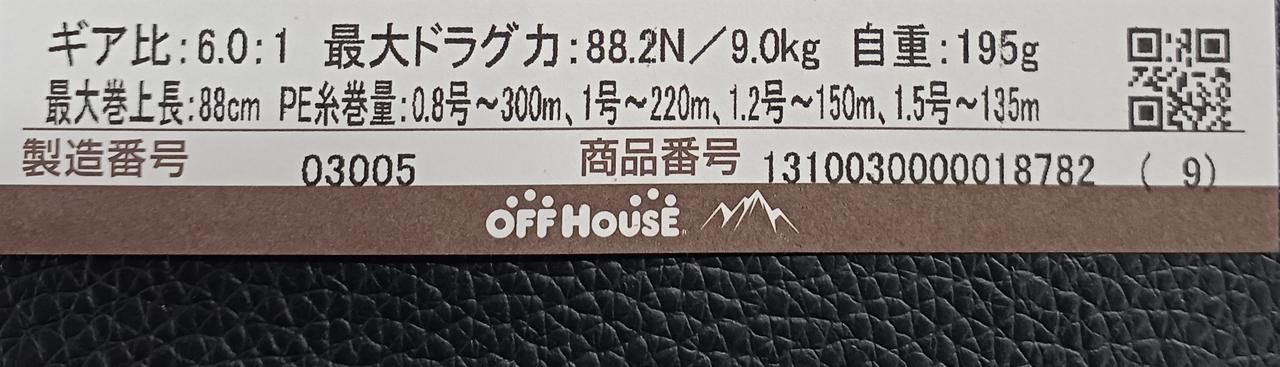 ギア比:6.0:1 最大ドラグ力:88.2N／9.0kg 自重:195g
最大巻上長:88cm PE糸巻量:0.8号～300m、1号～220m、1.2号～150m、1.5号～135m
製造番号 03005 商品番号 1310030000018782 ( 9)
OFF HOUSE